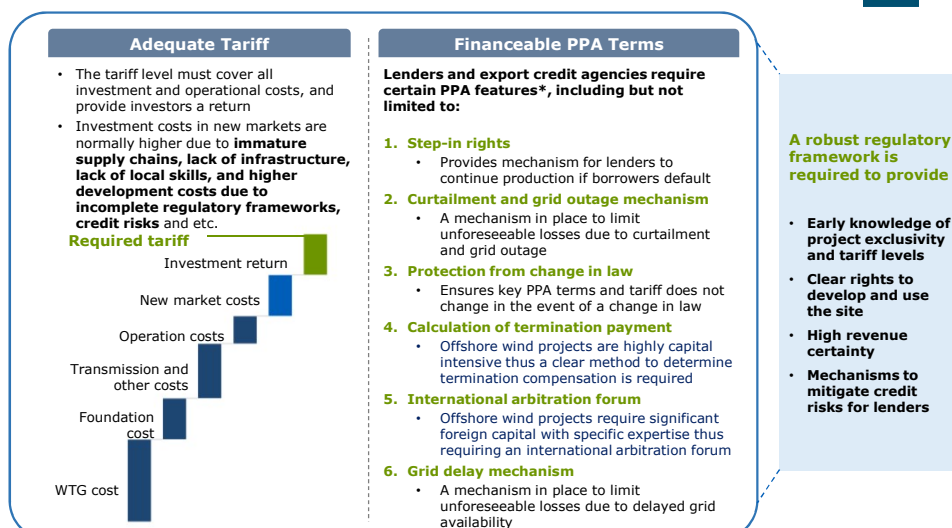 Adequate Tariff
• The tariff level must cover all
investment and operational costs, and
provide investors a return
• Investment costs in new markets are
normally higher due to immature
supply chains, lack of infrastructure,
lack of local skills, and higher
development costs due to
incomplete regulatory frameworks,
credit risks and etc.
Required tariff
Investment return
New market costs
Operation costs
Transmission and
other costs
Foundation
cost
WTG cost
Financeable PPA Terms
Lenders and export credit agencies require
certain PPA features*, including but not
limited to:
1. Step-in rights
• Provides mechanism for lenders to
continue production if borrowers default
2. Curtailment and grid outage mechanism
• A mechanism in place to limit
unforeseeable losses due to curtailment
and grid outage
3. Protection from change in law
• Ensures key PPA terms and tariff does not
change in the event of a change in law
4. Calculation of termination payment
• Offshore wind projects are highly capital
intensive thus a clear method to determine
termination compensation is required
5. International arbitration forum
• Offshore wind projects require significant
foreign capital with specific expertise thus
requiring an international arbitration forum
6. Grid delay mechanism
• A mechanism in place to limit
unforeseeable losses due to delayed grid
availability
A robust regulatory
framework is
required to provide
• Early knowledge of
project exclusivity
and tariff levels
• Clear rights to
develop and use
the site
• High revenue
certainty
• Mechanisms to
mitigate credit
risks for lenders